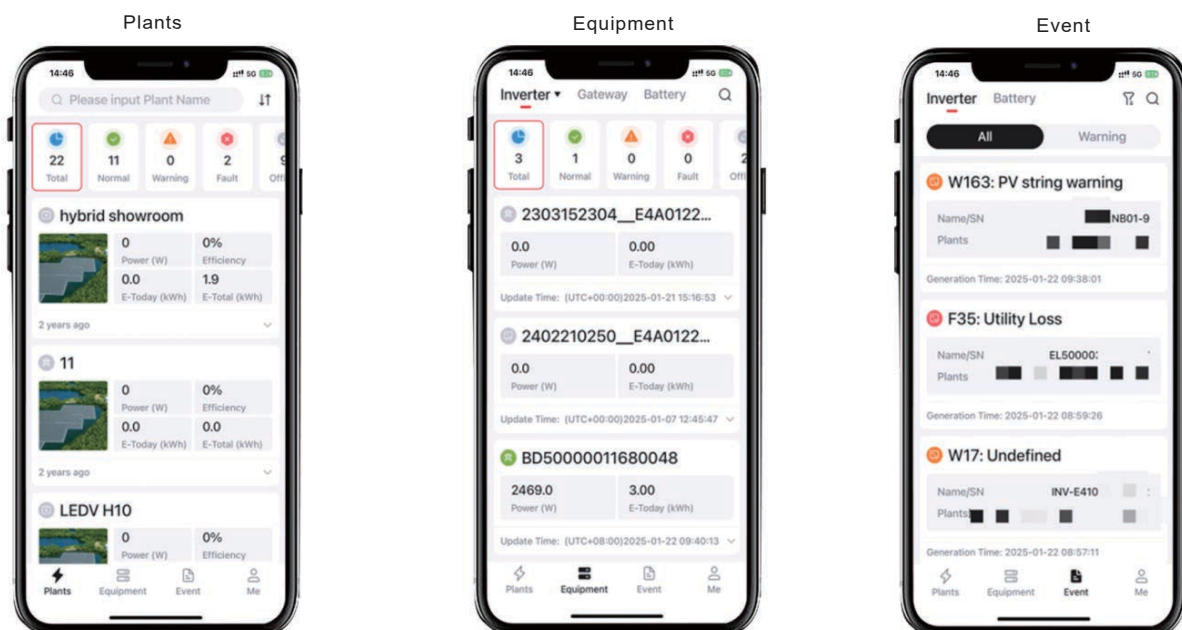 Plants
14:46
5G
Please input Plant Name
22
Total
11
Normal
0
Warning
2
Fault
9
Offl
hybrid showroom
0
Power (W)
0%
Efficiency
0.0
E-Today (kWh)
1.9
E-Total (kWh)
2 years ago
11
0
Power (W)
0%
Efficiency
0.0
E-Today (kWh)
0.0
E-Total (kWh)
2 years ago
LEDV H10
0
Power (W)
0%
Efficiency
Plants Equipment Event Me
Equipment
14:46
5G
Inverter Gateway Battery
3
Total
1
Normal
0
Warning
0
Fault
2
Offl
2303152304__E4A0122...
0.0
Power (W)
0.00
E-Today (kWh)
Update Time: (UTC+00:00)2025-01-21 15:16:53
2402210250__E4A0122...
0.0
Power (W)
0.00
E-Today (kWh)
Update Time: (UTC+00:00)2025-01-07 12:45:47
BD50000011680048
2469.0
Power (W)
3.00
E-Today (kWh)
Update Time: (UTC+08:00)2025-01-22 09:40:13
Plants Equipment Event Me
Event
14:46
5G
Inverter Battery
All Warning
W163: PV string warning
Name/SN NB01-9
Plants
Generation Time: 2025-01-22 09:38:01
F35: Utility Loss
Name/SN EL50000:
Plants
Generation Time: 2025-01-22 08:59:26
W17: Undefined
Name/SN INV-E410
Plants
Generation Time: 2025-01-22 08:57:11
Plants Equipment Event Me